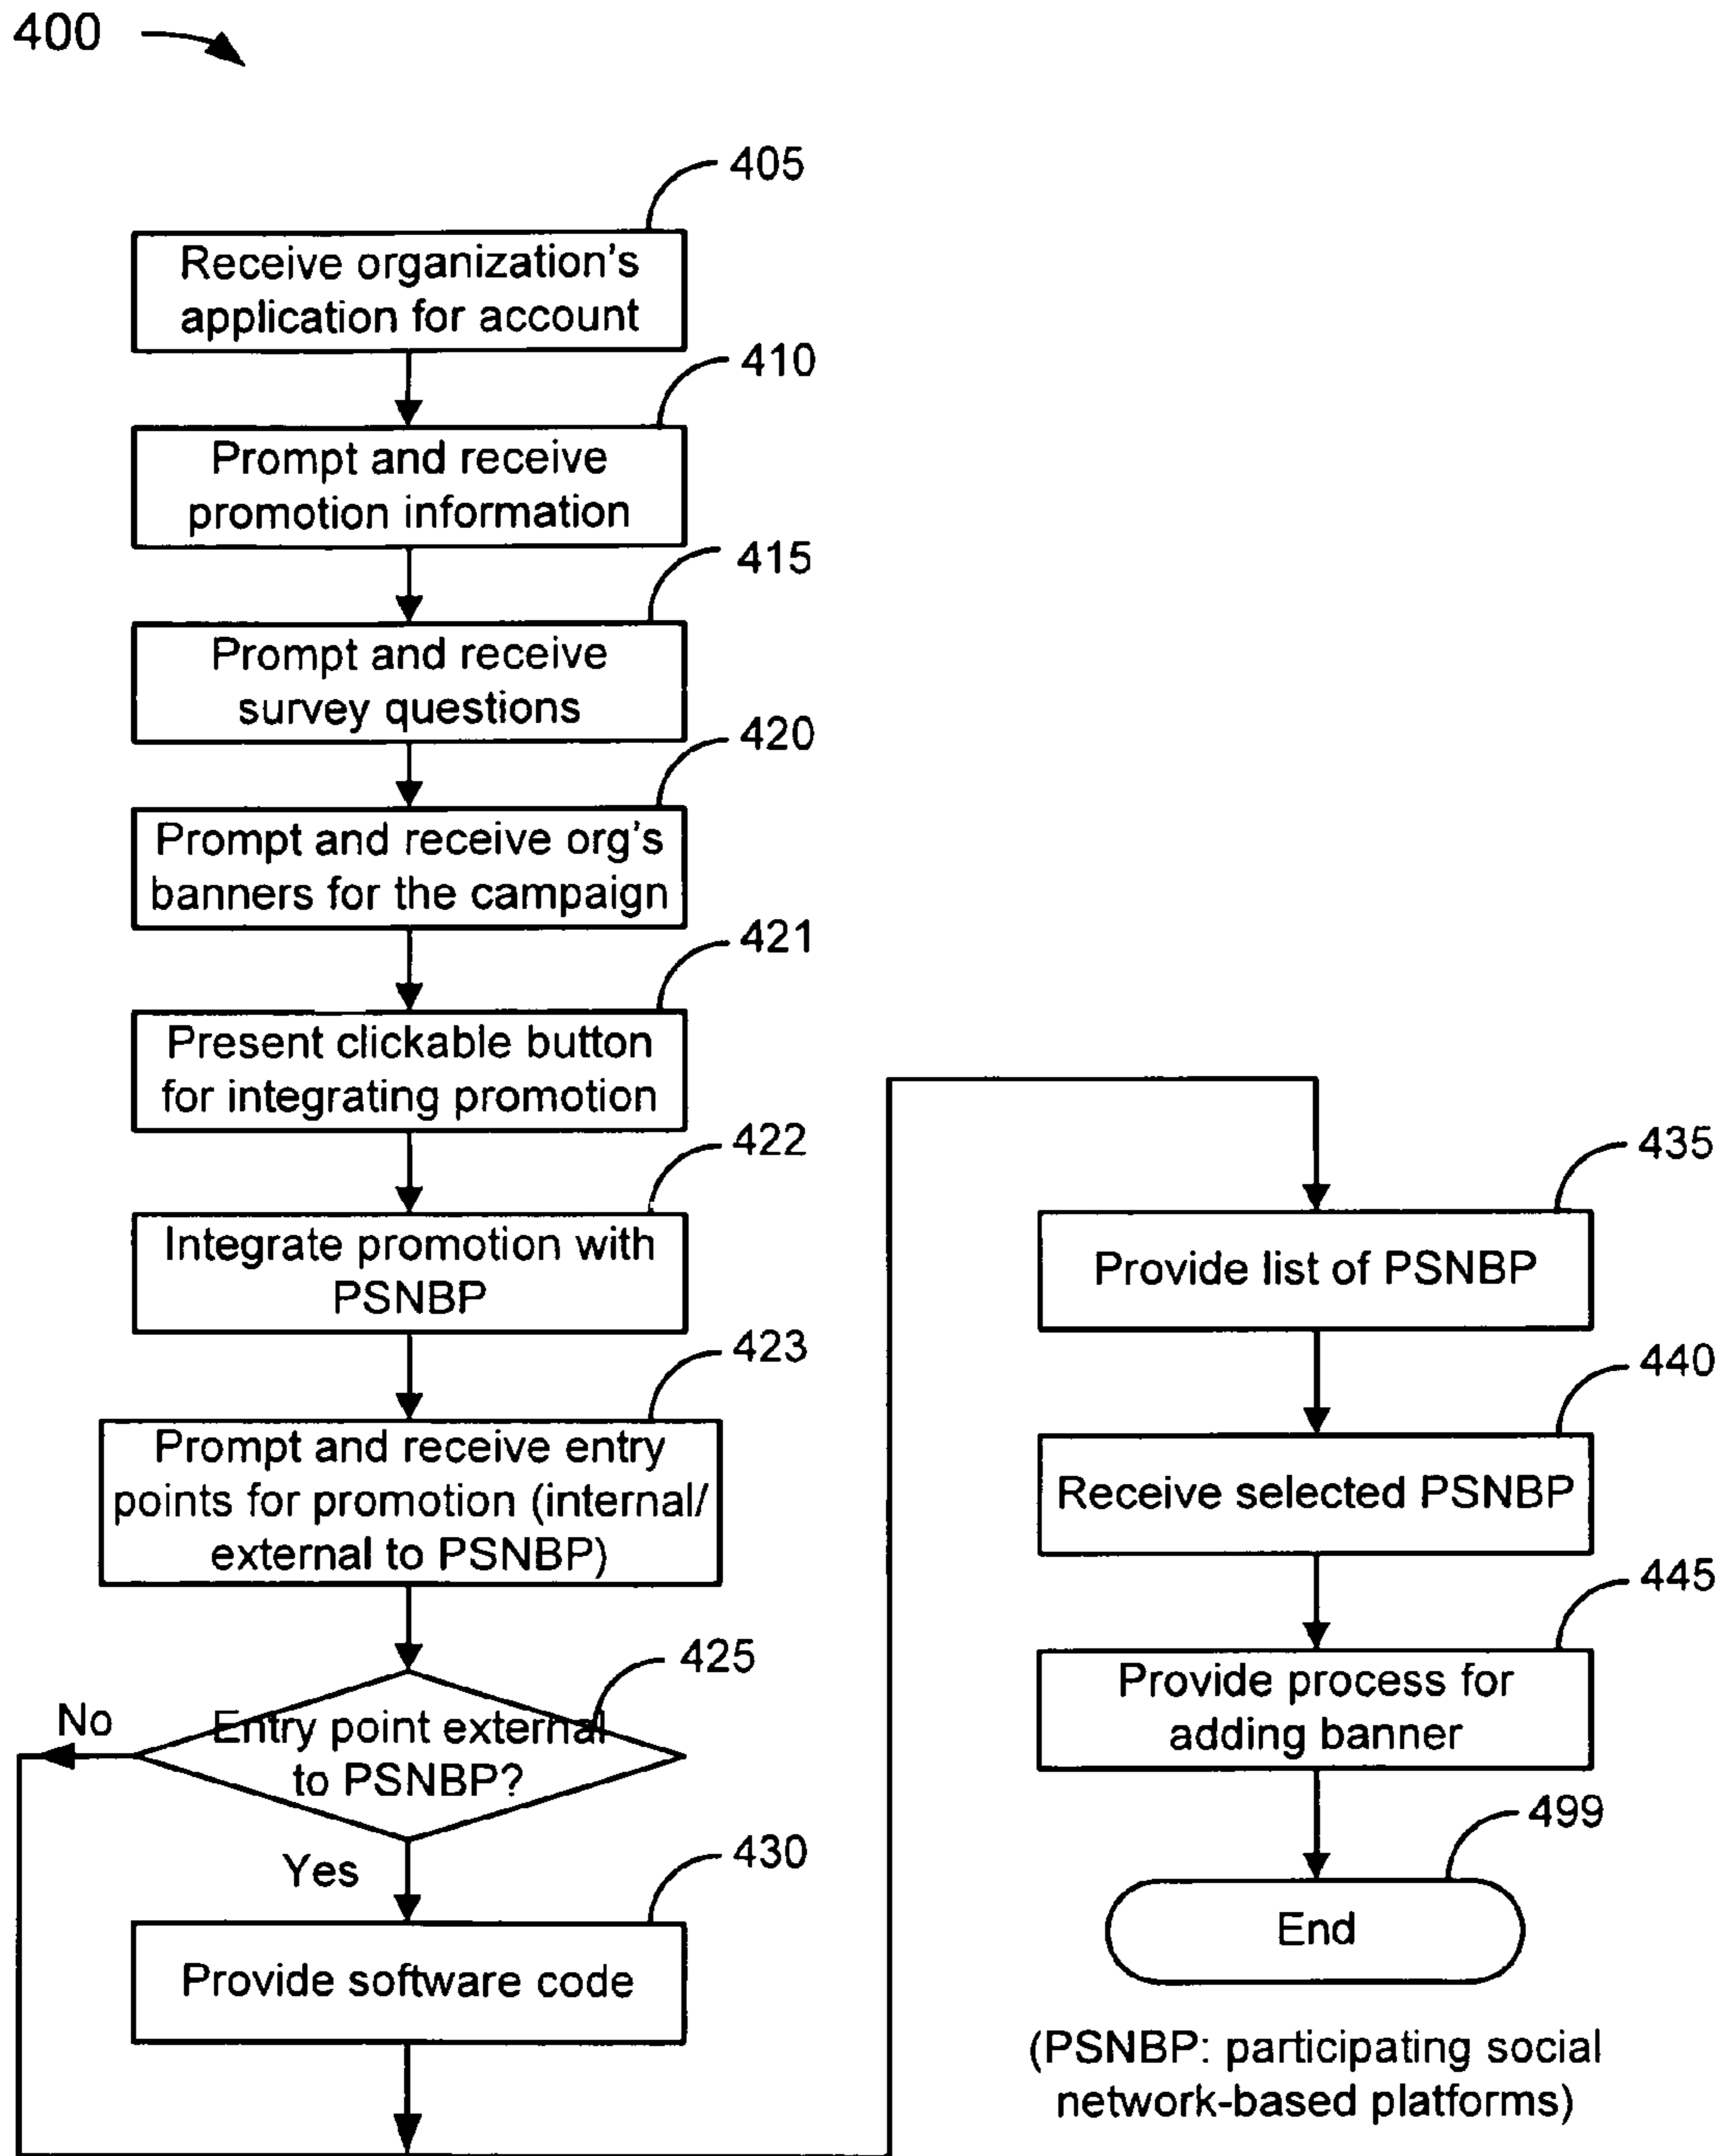 400
405
Receive organization's
application for account
410
Prompt and receive
promotion information
415
Prompt and receive
survey questions
420
Prompt and receive org's
banners for the campaign
421
Present clickable button
for integrating promotion
422
Integrate promotion with
PSNBP
423
Prompt and receive entry
points for promotion (internal/
external to PSNBP)
425
No
Entry point external
to PSNBP?
Yes
430
Provide software code
435
Provide list of PSNBP
440
Receive selected PSNBP
445
Provide process for
adding banner
499
End
(PSNBP: participating social
network-based platforms)